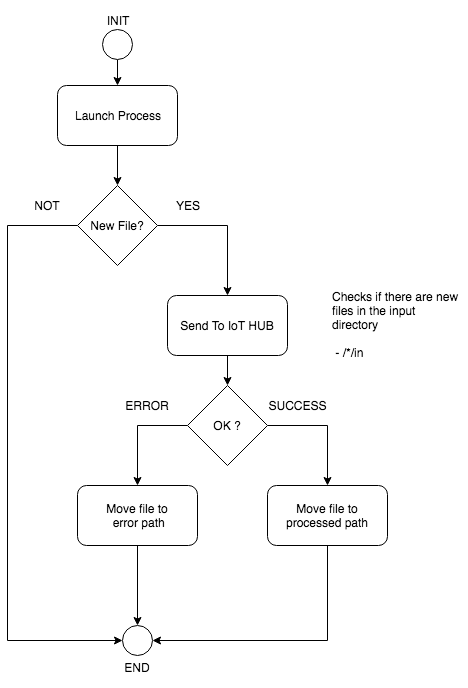 INIT
Launch Process
NOT
YES
New File?
Checks if there are new
files in the input
directory
- /*/in
Send To IoT HUB
ERROR
SUCCESS
OK ?
Move file to
error path
Move file to
processed path
END